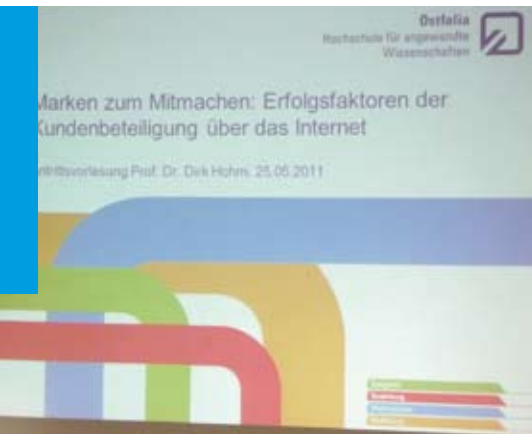 Ostfalia
Hochschule für angewandte
Wissenschaften
Marken zum Mitmachen: Erfolgsfaktoren der
Kundenbeteiligung über das Internet
Antrittsvorlesung Prof. Dr. Dirk Hohm, 25.05.2011